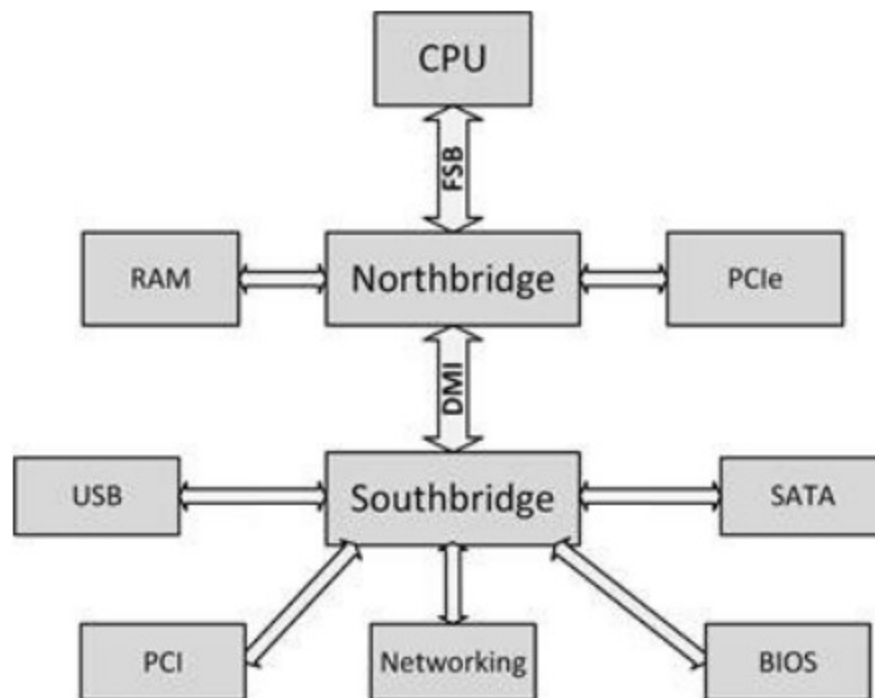 CPU
FSB
RAM
Northbridge
PCIe
DMI
USB
Southbridge
SATA
PCI
Networking
BIOS